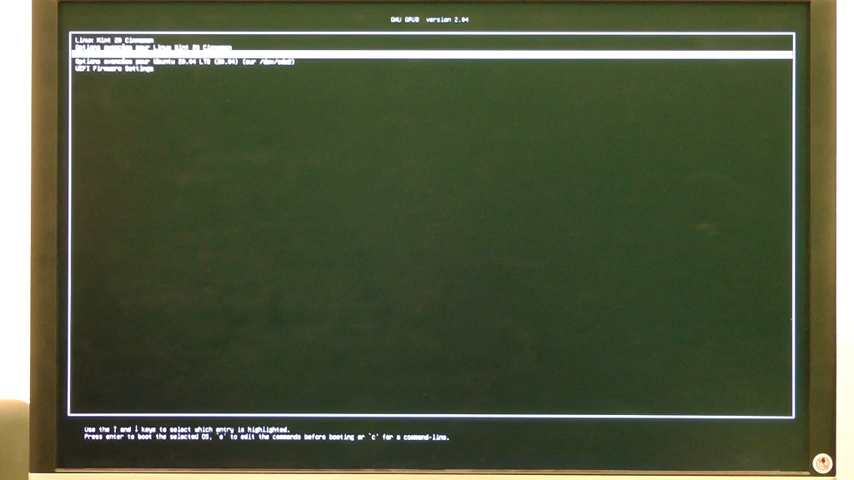 GNU GRUB version 2.04
Linux Mint 20 Cinnamon
Options avancées pour Linux Mint 20 Cinnamon
Options avancées pour Ubuntu 20.04 LTS (20.04) (sur /dev/sda2)
UEFI Firmware Settings
Use the ↑ and ↓ keys to select which entry is highlighted.
Press enter to boot the selected OS, `e' to edit the commands before booting or `c' for a command-line.